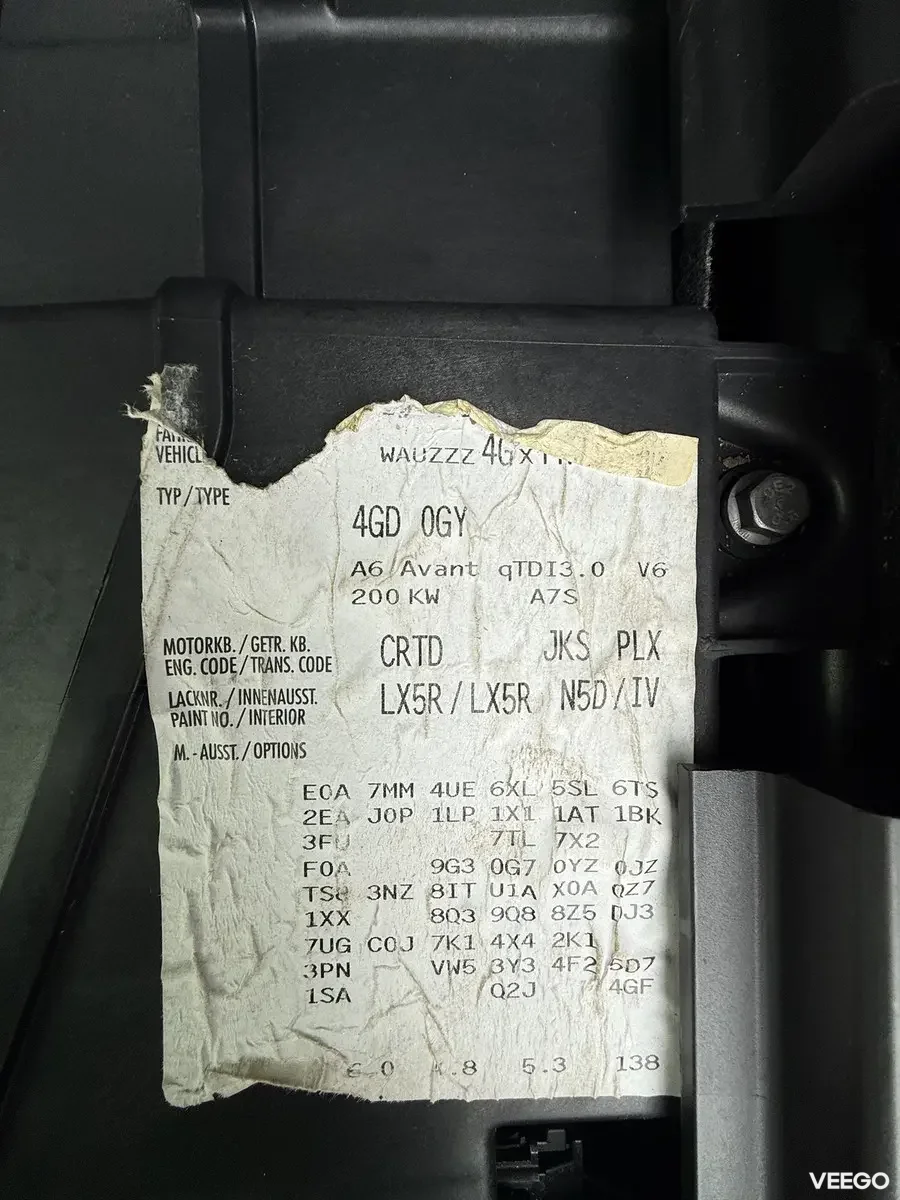 VEHICL
WAUZZZ 4G
TYP/TYPE
4GD 0GY
A6 Avant qTDI3.0 V6
200 KW A7S
MOTORKB./GETR. KB.
ENG. CODE/TRANS. CODE
CRTD JKS PLX
LACKNR./INNENAUSST.
PAINT NO./INTERIOR
LX5R/LX5R N5D/IV
M.-AUSST./OPTIONS
E0A 7MM 4UE 6XL 5SL 6TS
2EA J0P 1LP 1X1 1AT 1BK
3FU 7TL 7X2
F0A 9G3 0G7 0YZ 0JZ
3NZ 8IT U1A X0A QZ7
1XX 8Q3 9Q8 8Z5 DJ3
7UG C0J 7K1 4X4 2K1
3PN VW5 3Y3 4F2 5D7
1SA Q2J 4GF
5.3 138
VEEGO